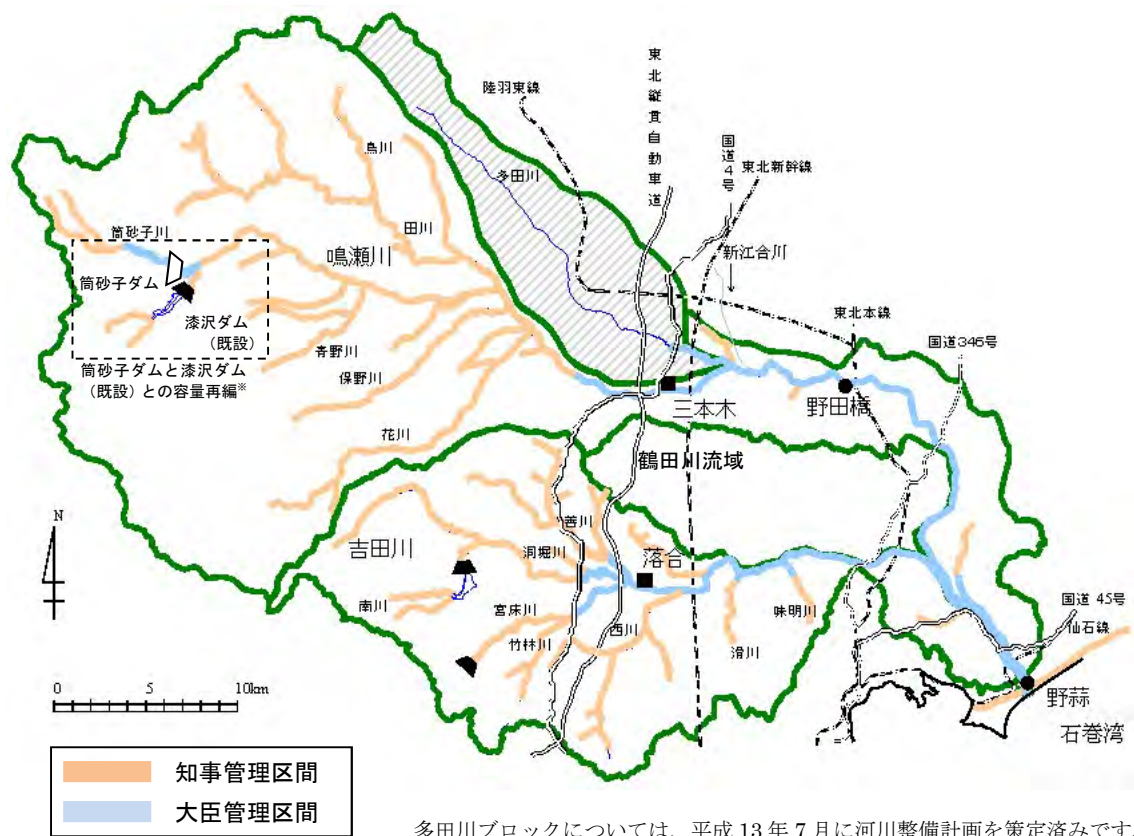 陸羽東線
東北縦貫自動車道
国道4号
東北新幹線
鳥川
多田川
田川
新江合川
筒砂子川
鳴瀬川
筒砂子ダム
東北本線
漆沢ダム
(既設)
国道346号
青野川
筒砂子ダムと漆沢ダム
(既設)との容量再編※
保野川
三本木
野田橋
花川
鶴田川流域
N
善川
吉田川
洞堀川
落合
南川
宮床川
味明川
国道 45号
仙石線
竹林川
西川
滑川
0 5 10km
野蒜
石巻湾
知事管理区間
大臣管理区間
多田川ブロックについては、平成 13 年 7 月に河川整備計画を策定済みです